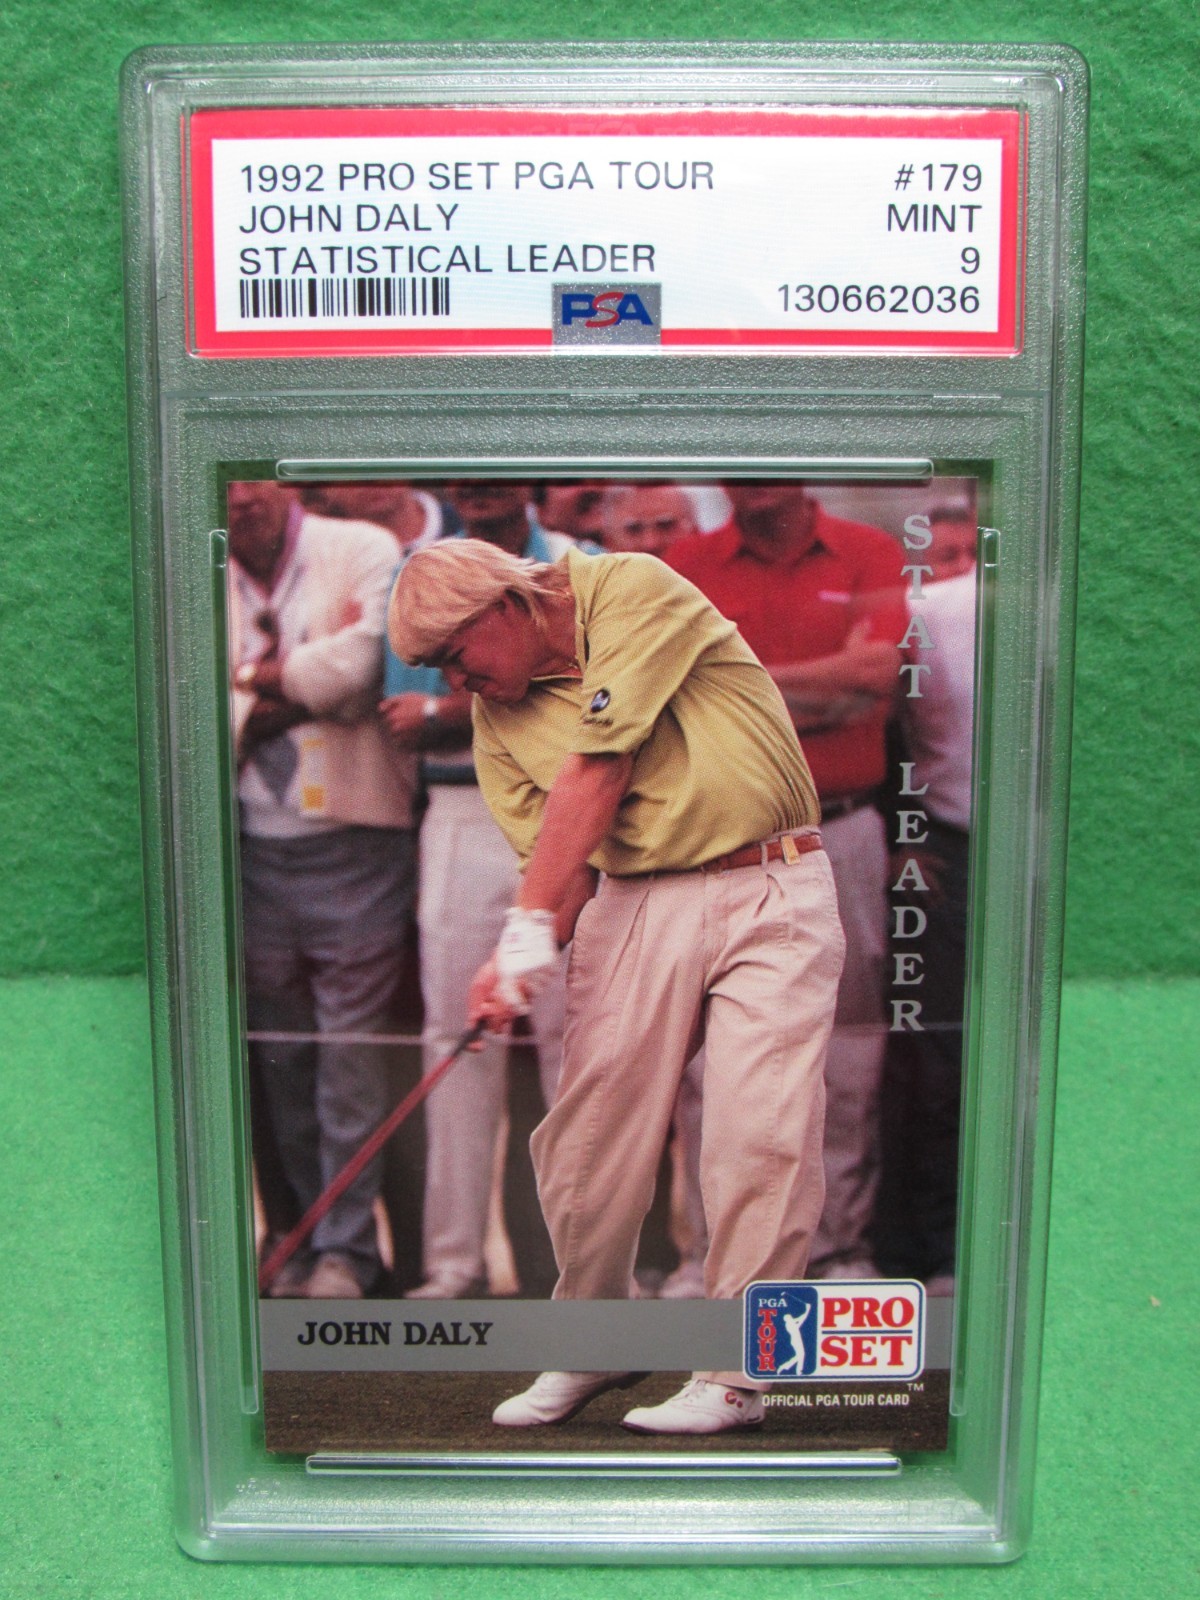 1992 PRO SET PGA TOUR #179
JOHN DALY MINT
STATISTICAL LEADER 9
PSA 130662036
STAT LEADER
JOHN DALY
PGA TOUR
PRO SET
TM
OFFICIAL PGA TOUR CARD